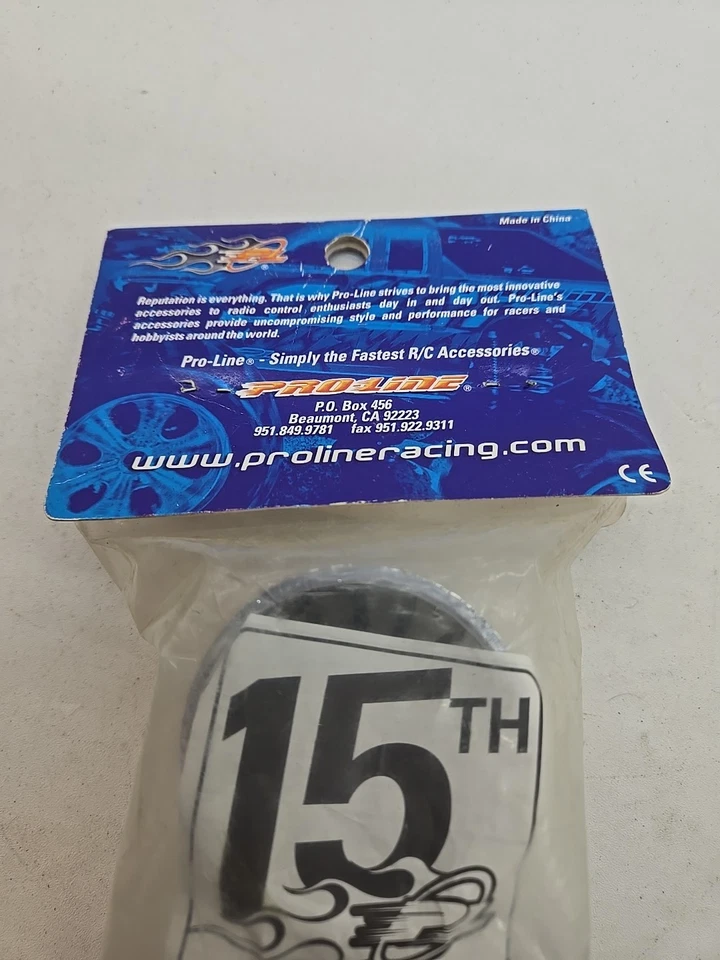 Made in China
Reputation is everything. That is why Pro-Line strives to bring the most innovative
accessories to radio control enthusiasts day in and day out. Pro-Line's
accessories provide uncompromising style and performance for racers and
hobbyists around the world.
Pro-Line® - Simply the Fastest R/C Accessories®
PRO-LINE®
P.O. Box 456
Beaumont, CA 92223
951.849.9781 fax 951.922.9311
www.prolineracing.com
CE
15TH